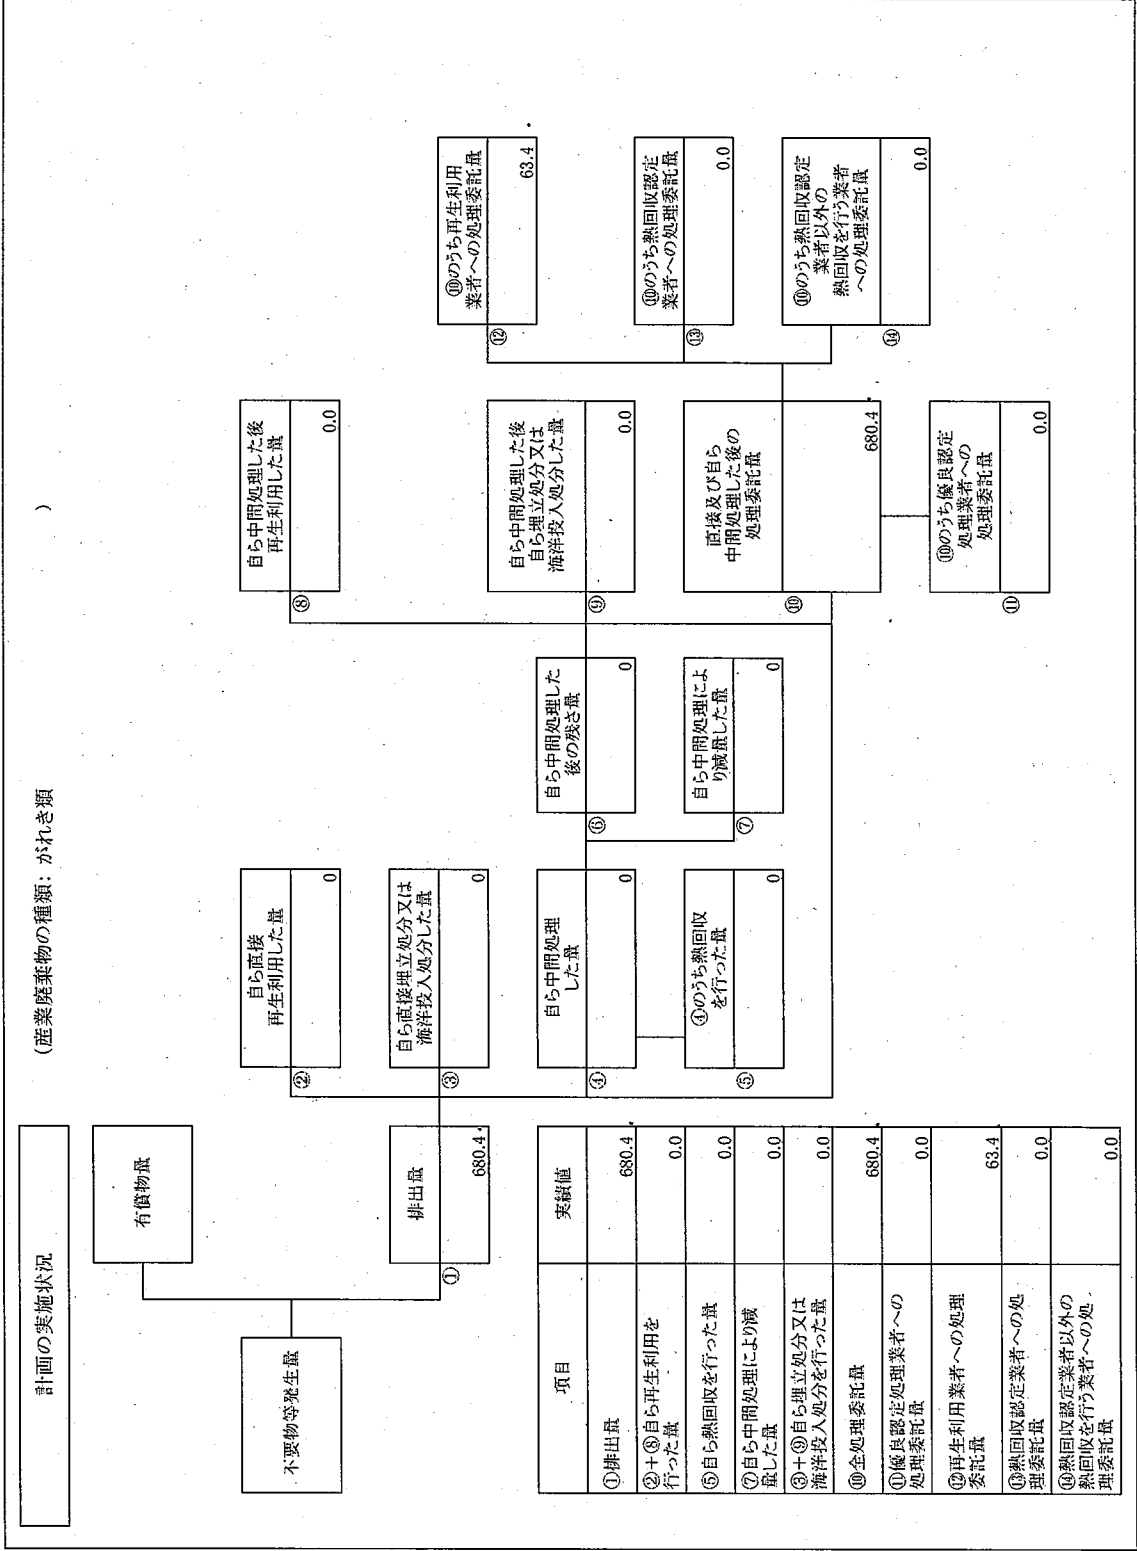 計画の実施状況
(産業廃棄物の種類: がれき類
)
不要物等発生量
有償物量
排出量
①
680.4
自ら直接
再生利用した量
②
0
自ら直接埋立処分又は
海洋投入処分した量
③
0
自ら中間処理
した量
④
0
④のうち熱回収
を行った量
⑤
0
自ら中間処理した
後の残さ量
⑥
0
自ら中間処理によ
り減量した量
⑦
0
自ら中間処理した後
再生利用した量
⑧
0.0
自ら中間処理した後
自ら埋立処分又は
海洋投入処分した量
⑨
0.0
直接及び自ら
中間処理した後の
処理委託量
⑩
680.4
⑩のうち優良認定
処理業者への
処理委託量
⑪
0.0
⑩のうち再生利用
業者への処理委託量
⑫
63.4
⑩のうち熱回収認定
業者への処理委託量
⑬
0.0
⑩のうち熱回収認定
業者以外の
熱回収を行う業者
への処理委託量
⑭
0.0
項目
実績値
①排出量
680.4
②+⑧自ら再生利用を
行った量
0.0
⑤自ら熱回収を行った量
0.0
⑦自ら中間処理により減
量した量
0.0
③+⑨自ら埋立処分又は
海洋投入処分を行った量
0.0
⑩全処理委託量
680.4
⑪優良認定処理業者への
処理委託量
0.0
⑫再生利用業者への処理
委託量
63.4
⑬熱回収認定業者への処
理委託量
0.0
⑭熱回収認定業者以外の
熱回収を行う業者への処
理委託量
0.0